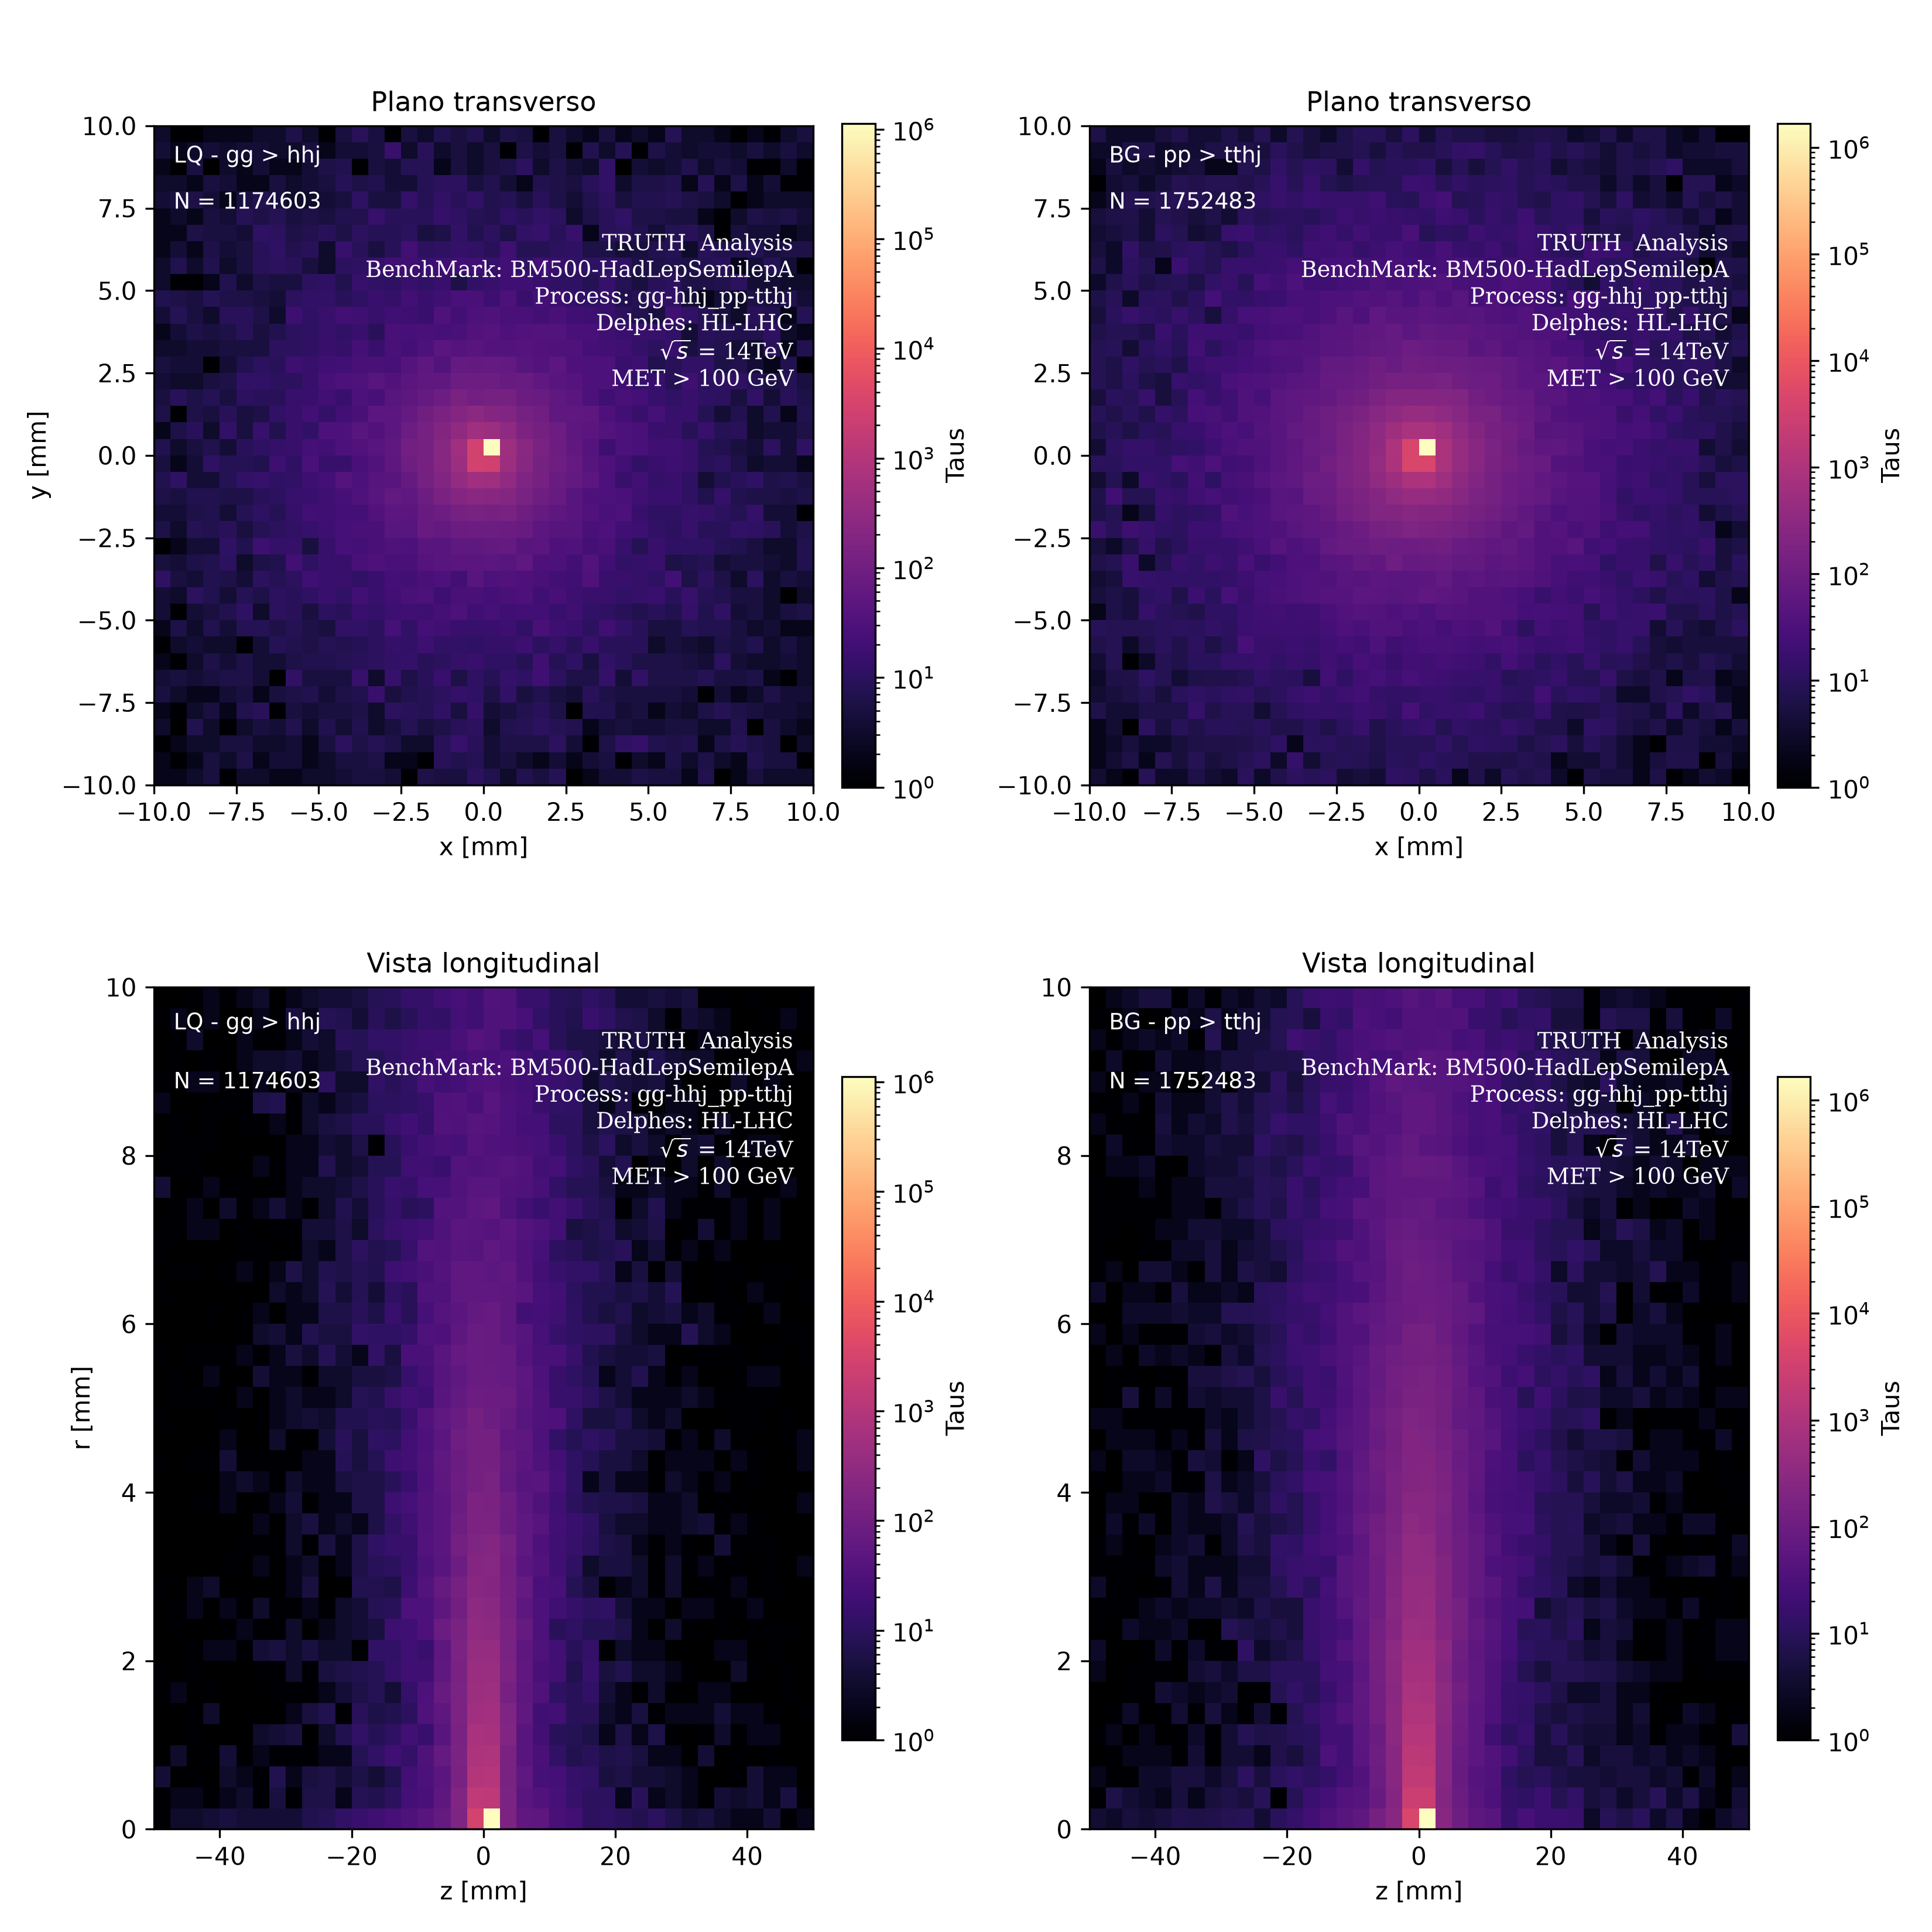 Plano transverso
LQ - gg > hhj
N = 1174603
TRUTH  Analysis
BenchMark: BM500-HadLepSemilepA
Process: gg-hhj_pp-tthj
Delphes: HL-LHC
√s = 14TeV
MET > 100 GeV
10.0
7.5
5.0
2.5
0.0
−2.5
−5.0
−7.5
−10.0
y [mm]
−10.0 −7.5 −5.0 −2.5 0.0 2.5 5.0 7.5 10.0
x [mm]
10⁶
10⁵
10⁴
10³
10²
10¹
10⁰
Taus
Plano transverso
BG - pp > tthj
N = 1752483
TRUTH  Analysis
BenchMark: BM500-HadLepSemilepA
Process: gg-hhj_pp-tthj
Delphes: HL-LHC
√s = 14TeV
MET > 100 GeV
10.0
7.5
5.0
2.5
0.0
−2.5
−5.0
−7.5
−10.0
−10.0 −7.5 −5.0 −2.5 0.0 2.5 5.0 7.5 10.0
x [mm]
10⁶
10⁵
10⁴
10³
10²
10¹
10⁰
Taus
Vista longitudinal
LQ - gg > hhj
N = 1174603
TRUTH  Analysis
BenchMark: BM500-HadLepSemilepA
Process: gg-hhj_pp-tthj
Delphes: HL-LHC
√s = 14TeV
MET > 100 GeV
10
8
6
4
2
0
r [mm]
−40 −20 0 20 40
z [mm]
10⁶
10⁵
10⁴
10³
10²
10¹
10⁰
Taus
Vista longitudinal
BG - pp > tthj
N = 1752483
TRUTH  Analysis
BenchMark: BM500-HadLepSemilepA
Process: gg-hhj_pp-tthj
Delphes: HL-LHC
√s = 14TeV
MET > 100 GeV
10
8
6
4
2
0
−40 −20 0 20 40
z [mm]
10⁶
10⁵
10⁴
10³
10²
10¹
10⁰
Taus